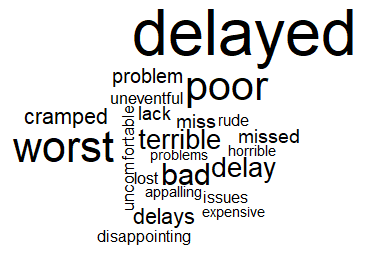 delayed
problem poor
uneventful
cramped lack miss rude
worst terrible missed
uncomfortable
problems horrible
lost bad delay
appalling issues
delays expensive
disappointing